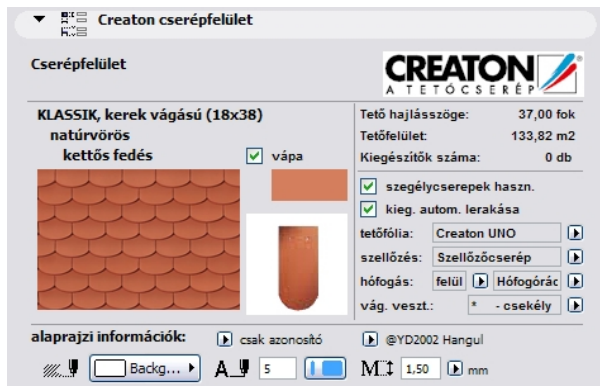 Creaton cserépfelület
Cserépfelület
CREATON
A TETŐCSERÉP
KLASSIK, kerek vágású (18x38)
natúrvörös
kettős fedés
vápa
Tető hajlásszöge: 37,00 fok
Tetőfelület: 133,82 m2
Kiegészítők száma: 0 db
szegélycserepek haszn.
kieg. autom. lerakása
tetőfólia: Creaton UNO
szellőzés: Szellőzőcserép
hófogás: felül Hófogórác
vág. veszt.: * - csekély
alaprajzi információk: csak azonosító @YD2002 Hangul
Backg... A 5 M 1,50 mm